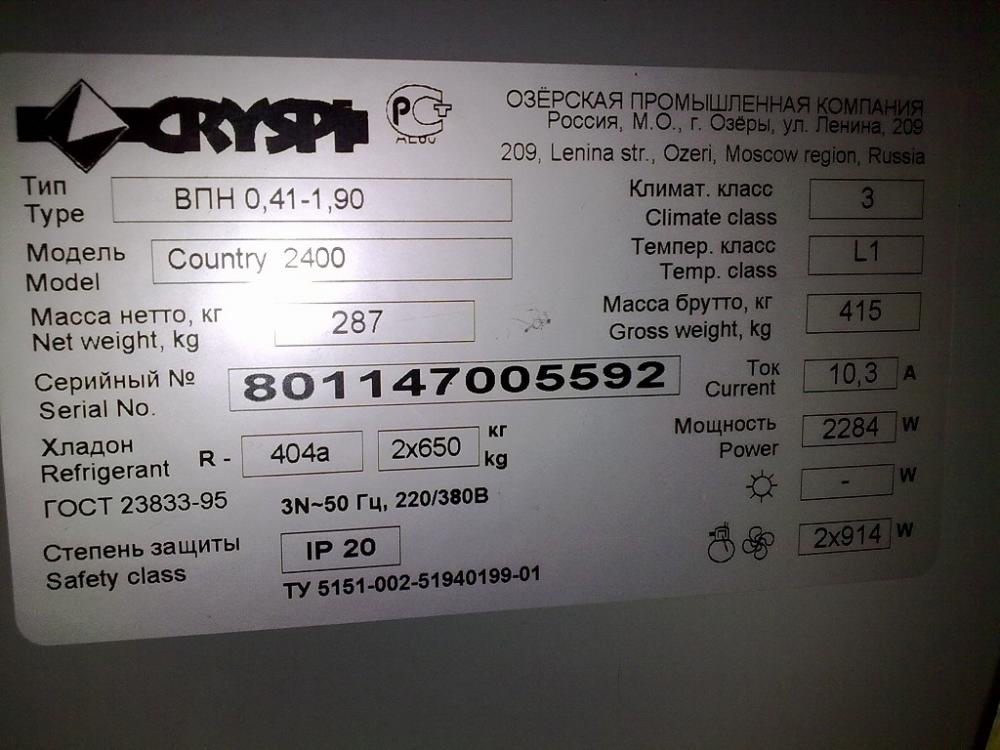 CRYSPI
РСТ
АЕ00
ОЗЁРСКАЯ ПРОМЫШЛЕННАЯ КОМПАНИЯ
Россия, М.О., г. Озёры, ул. Ленина, 209
209, Lenina str., Ozeri, Moscow region, Russia
Тип
Type
ВПН 0,41-1,90
Климат. класс
Climate class
3
Модель
Model
Country 2400
Темпер. класс
Temp. class
L1
Масса нетто, кг
Net weight, kg
287
Масса брутто, кг
Gross weight, kg
415
Серийный №
Serial No.
801147005592
Ток
Current
10,3 А
Хладон
Refrigerant
R - 404a 2x650 кг
kg
Мощность
Power
2284 W
ГОСТ 23833-95
3N~50 Гц, 220/380В
- W
Степень защиты
Safety class
IP 20
2x914 W
ТУ 5151-002-51940199-01